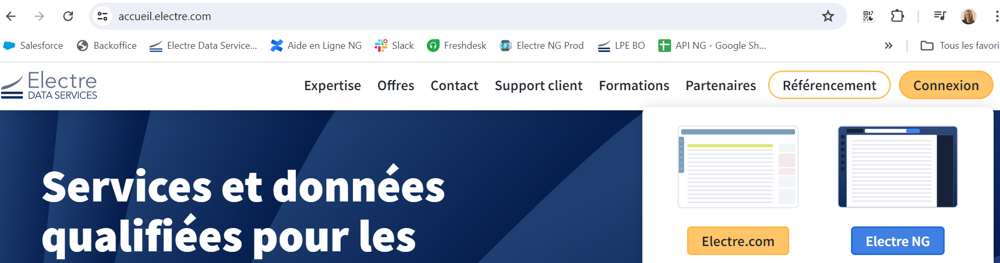 accueil.electre.com
Salesforce Backoffice Electre Data Service... Aide en Ligne NG Slack Freshdesk Electre NG Prod LPE BO API NG - Google Sh... » Tous les favori
Electre
DATA SERVICES
Expertise Offres Contact Support client Formations Partenaires Référencement Connexion
Services et données
qualifiées pour les
Electre.com Electre NG